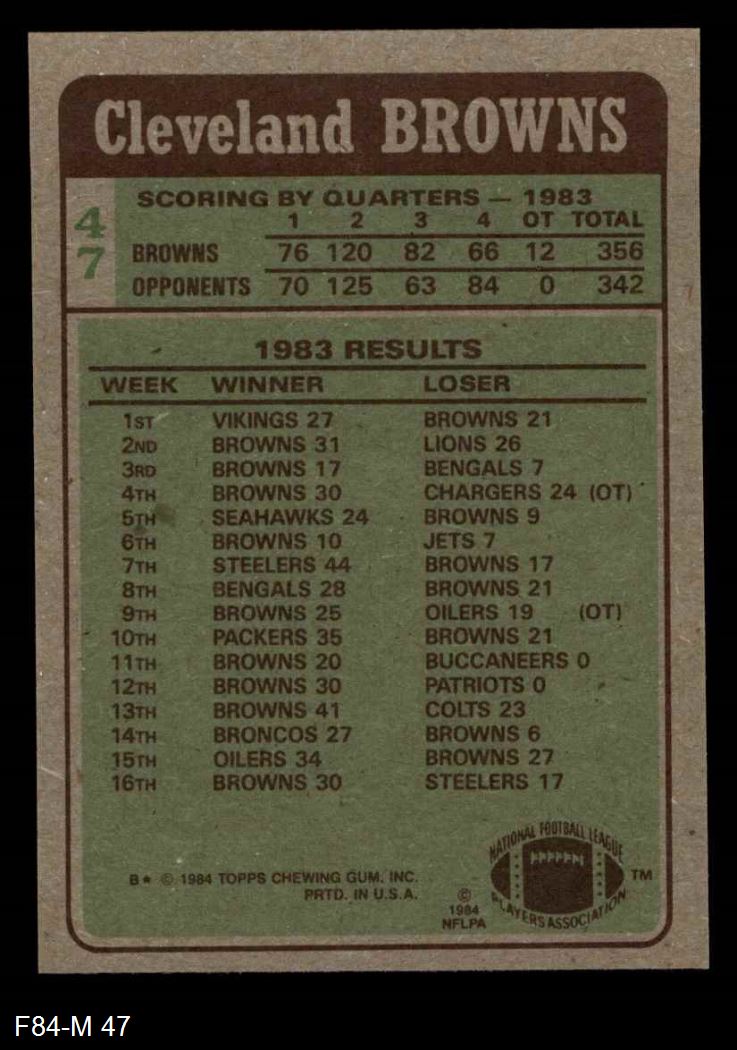 Cleveland BROWNS
47
SCORING BY QUARTERS — 1983
1 2 3 4 OT TOTAL
BROWNS 76 120 82 66 12 356
OPPONENTS 70 125 63 84 0 342
1983 RESULTS
WEEK WINNER LOSER
1ST VIKINGS 27 BROWNS 21
2ND BROWNS 31 LIONS 26
3RD BROWNS 17 BENGALS 7
4TH BROWNS 30 CHARGERS 24 (OT)
5TH SEAHAWKS 24 BROWNS 9
6TH BROWNS 10 JETS 7
7TH STEELERS 44 BROWNS 17
8TH BENGALS 28 BROWNS 21
9TH BROWNS 25 OILERS 19 (OT)
10TH PACKERS 35 BROWNS 21
11TH BROWNS 20 BUCCANEERS 0
12TH BROWNS 30 PATRIOTS 0
13TH BROWNS 41 COLTS 23
14TH BRONCOS 27 BROWNS 6
15TH OILERS 34 BROWNS 27
16TH BROWNS 30 STEELERS 17
B★ © 1984 TOPPS CHEWING GUM, INC.
PRTD. IN U.S.A.
©
1984
NFLPA
NATIONAL FOOTBALL LEAGUE
PLAYERS ASSOCIATION
TM
F84-M 47